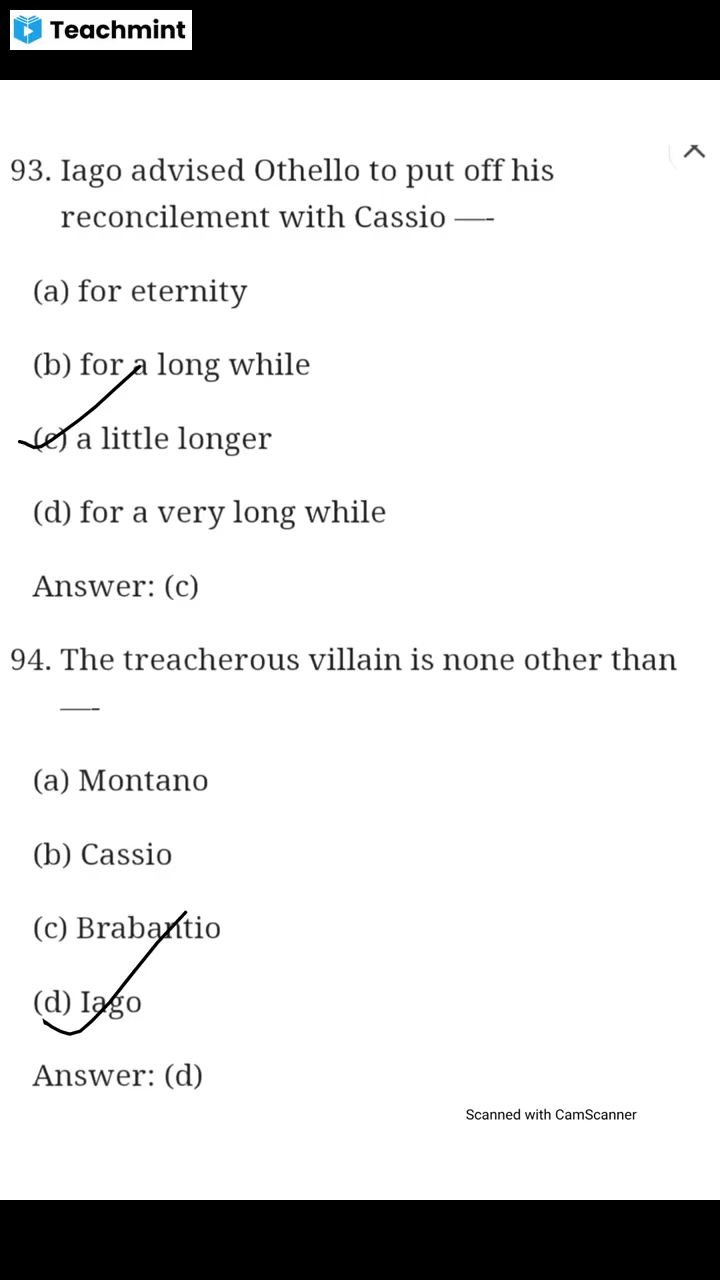 Teachmint
93. Iago advised Othello to put off his
reconcilement with Cassio —-
(a) for eternity
(b) for a long while
(c) a little longer
(d) for a very long while
Answer: (c)
94. The treacherous villain is none other than
—-
(a) Montano
(b) Cassio
(c) Brabantio
(d) Iago
Answer: (d)
Scanned with CamScanner